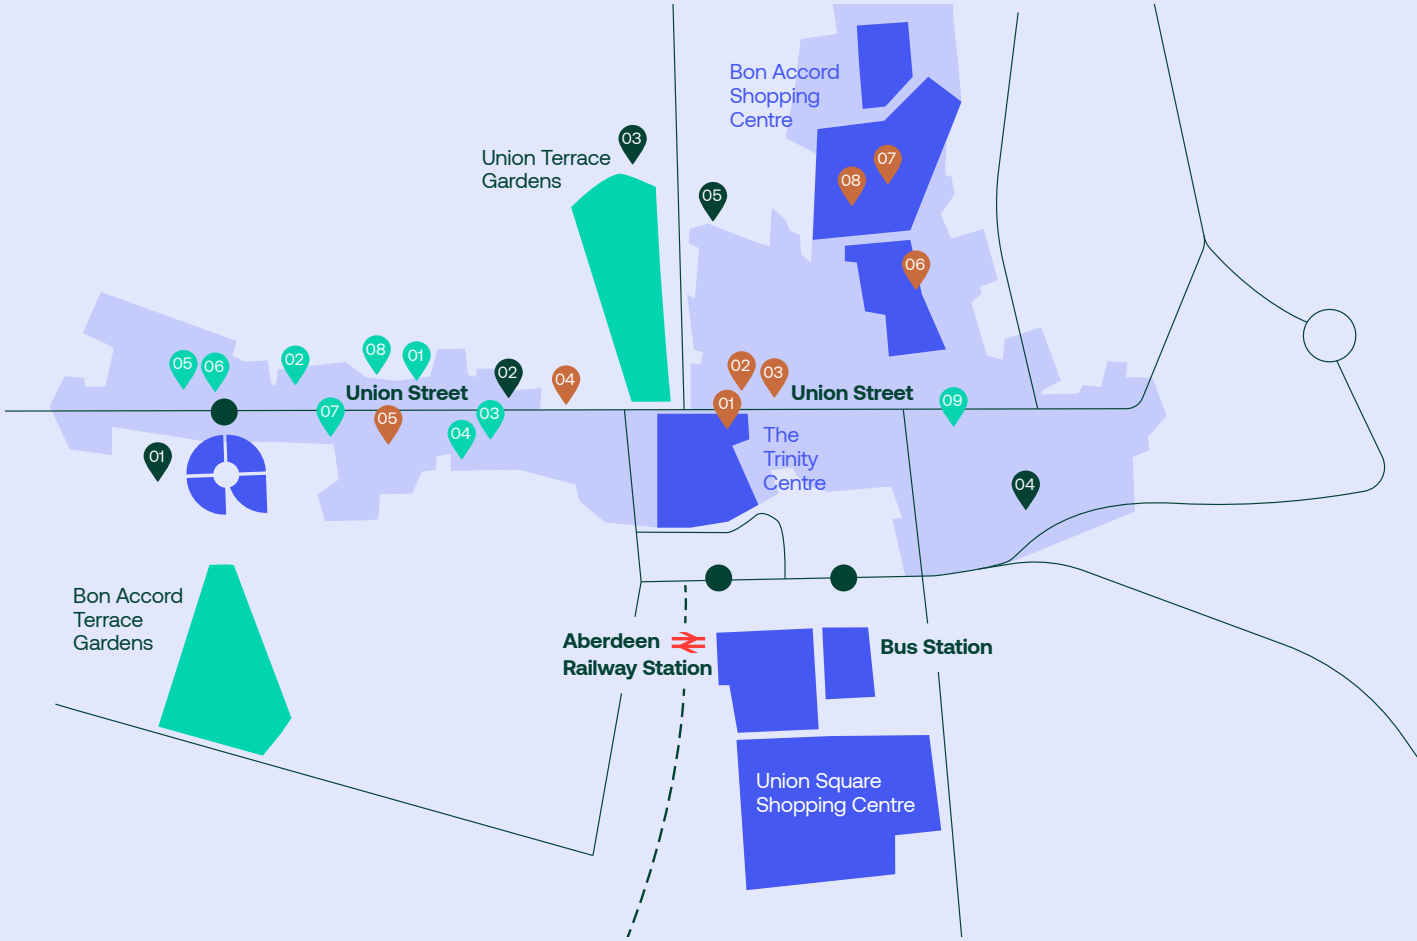 Bon Accord
Shopping
Centre
03
Union Terrace
Gardens
07
08
05
06
05
06
02
08
01
02
04
02
03
Union Street
Union Street
01
09
07
05
03
04
The
Trinity
Centre
01
04
Bon Accord
Terrace
Gardens
Aberdeen
Railway Station
Bus Station
Union Square
Shopping Centre